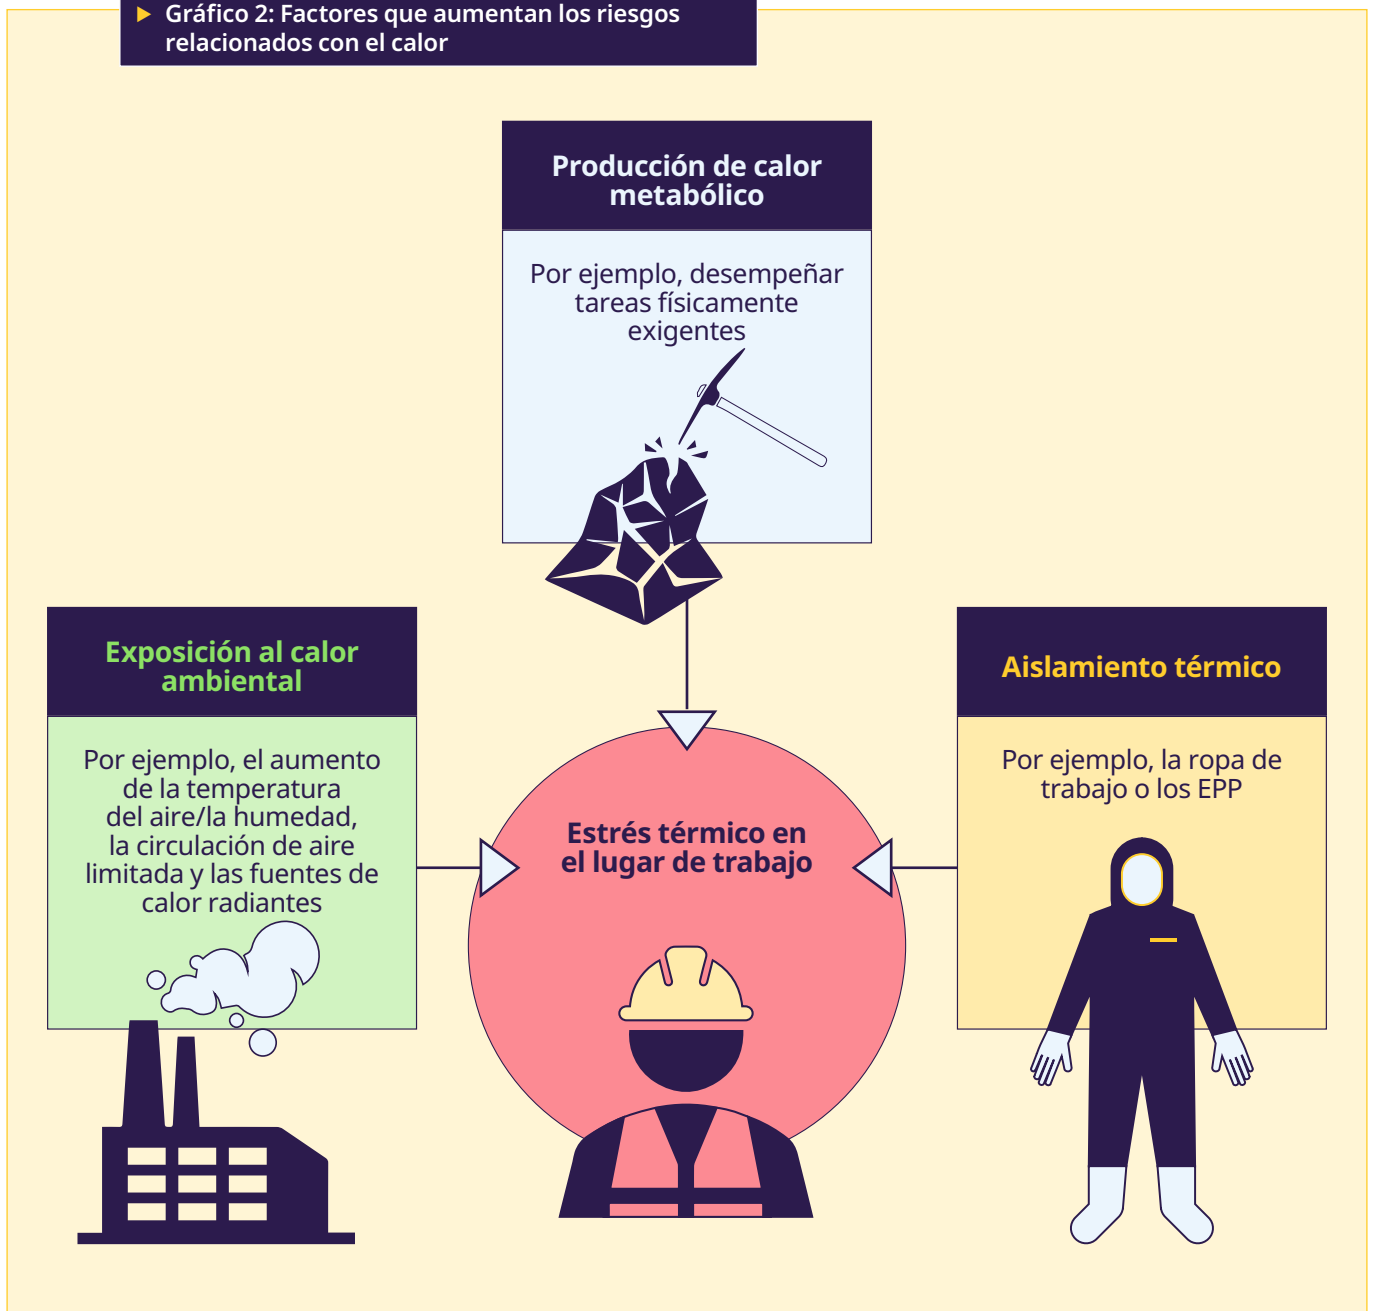 Gráfico 2: Factores que aumentan los riesgos
relacionados con el calor
Producción de calor
metabólico
Por ejemplo, desempeñar
tareas físicamente
exigentes
Exposición al calor
ambiental
Por ejemplo, el aumento
de la temperatura
del aire/la humedad,
la circulación de aire
limitada y las fuentes de
calor radiantes
Estrés térmico en
el lugar de trabajo
Aislamiento térmico
Por ejemplo, la ropa de
trabajo o los EPP